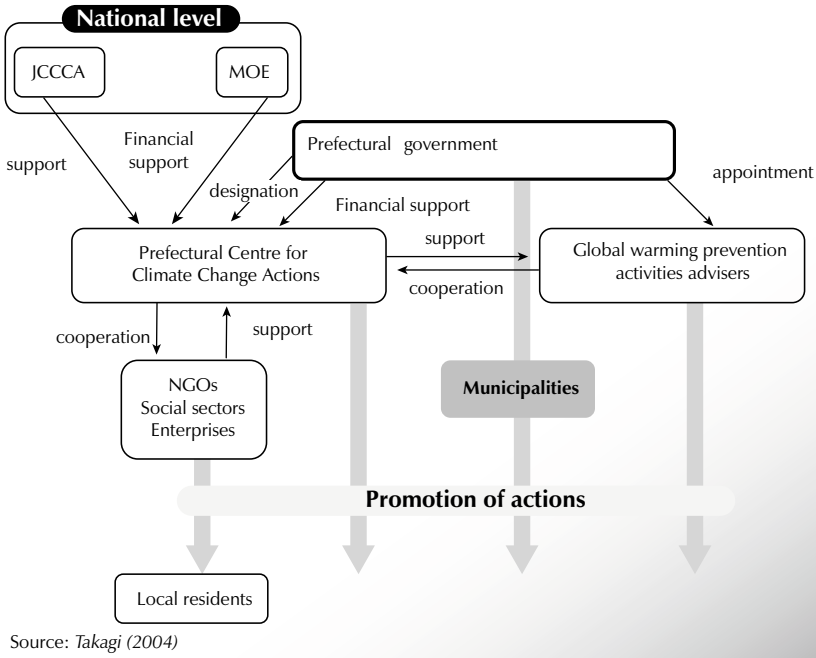 National level
JCCCA
MOE
Financial
support
support
Prefectural government
designation
appointment
Financial support
Prefectural Centre for
Climate Change Actions
support
cooperation
Global warming prevention
activities advisers
cooperation
support
NGOs
Social sectors
Enterprises
Municipalities
Promotion of actions
Local residents
Source: Takagi (2004)